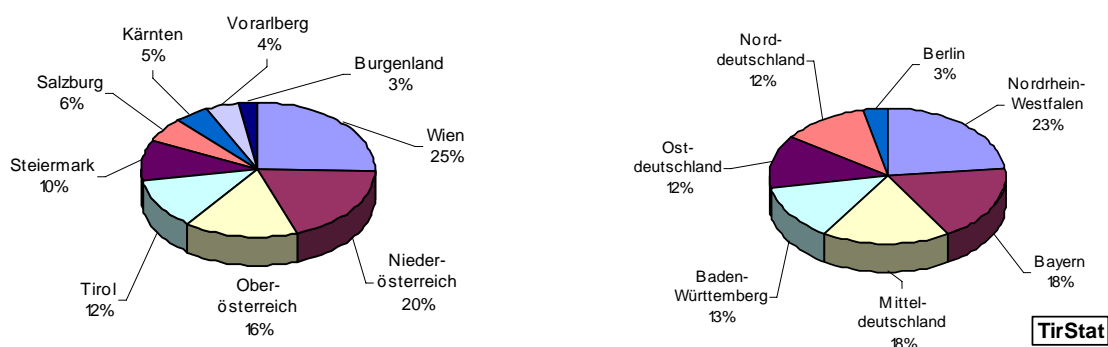 Vorarlberg
4%
Kärnten
5%
Burgenland
3%
Salzburg
6%
Wien
25%
Steiermark
10%
Nieder-
österreich
20%
Tirol
12%
Ober-
österreich
16%
Nord-
deutschland
12%
Berlin
3%
Nordrhein-
Westfalen
23%
Ost-
deutschland
12%
Bayern
18%
Baden-
Württemberg
13%
Mittel-
deutschland
18%
TirStat